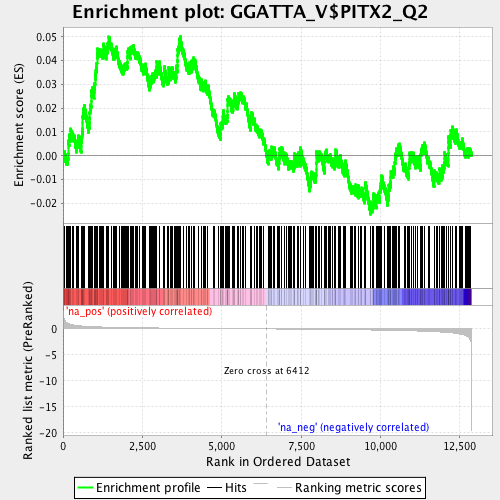 Enrichment plot: GGATTA_V$PITX2_Q2
Enrichment score (ES)
0.05
0.04
0.03
0.02
0.01
0.00
-0.01
-0.02
'na_pos' (positively correlated)
Ranked list metric (PreRanked)
0
-5
-10
-15
-20
Zero cross at 6412
'na_neg' (negatively correlated)
0
2,500
5,000
7,500
10,000
12,500
Rank in Ordered Dataset
Enrichment profile
Hits
Ranking metric scores